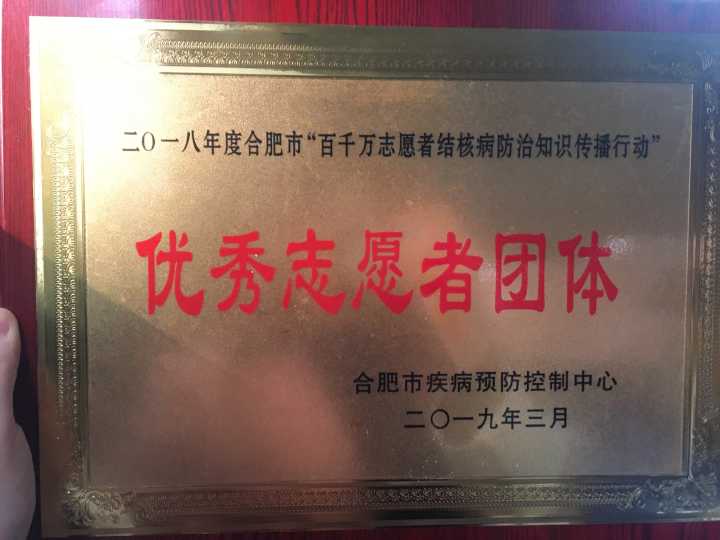 二〇一八年度合肥市“百千万志愿者结核病防治知识传播行动”
优秀志愿者团体
合肥市疾病预防控制中心
二〇一九年三月